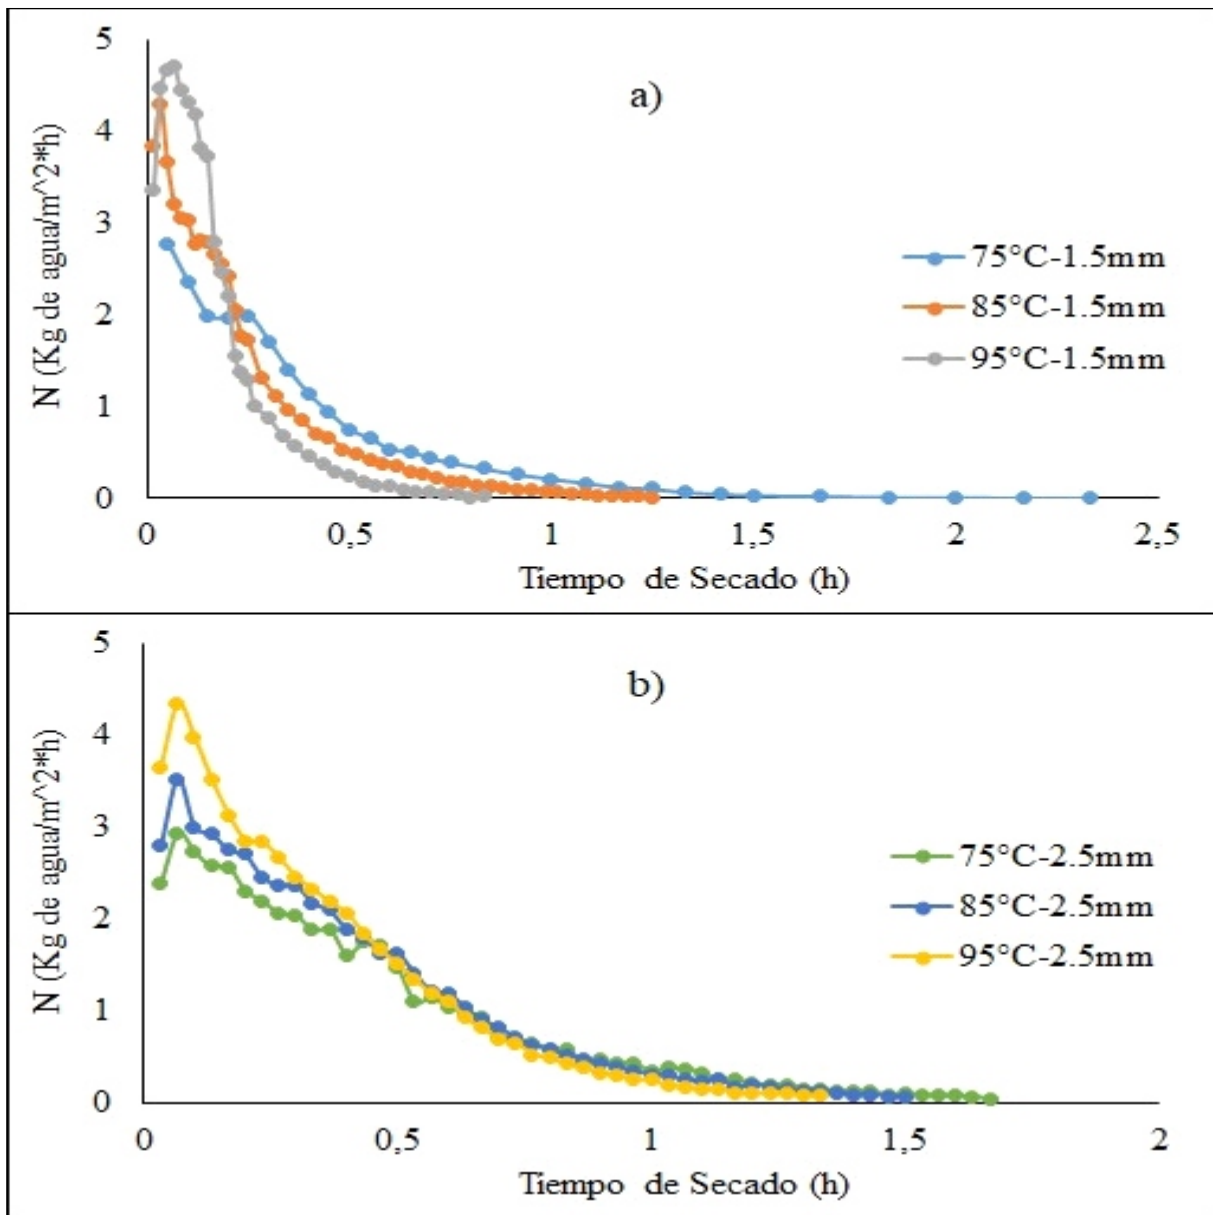 a)
5
4
3
2
1
0
N (Kg de agua/m^2*h)
75°C-1.5mm
85°C-1.5mm
95°C-1.5mm
0 0,5 1 1,5 2 2,5
Tiempo de Secado (h)
b)
5
4
3
2
1
0
N (Kg de agua/m^2*h)
75°C-2.5mm
85°C-2.5mm
95°C-2.5mm
0 0,5 1 1,5 2
Tiempo de Secado (h)